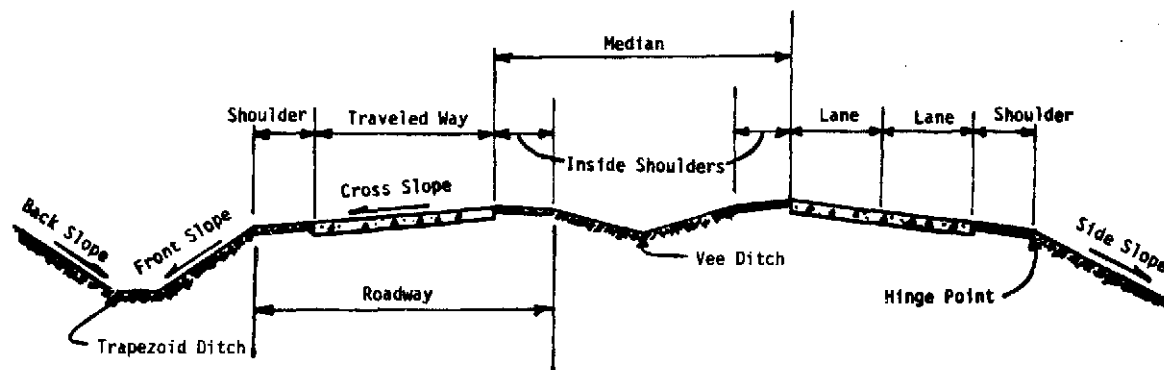 Median
Shoulder
Traveled Way
Lane
Lane
Shoulder
Inside Shoulders
Cross Slope
Back Slope
Front Slope
Side Slope
Vee Ditch
Hinge Point
Roadway
Trapezoid Ditch